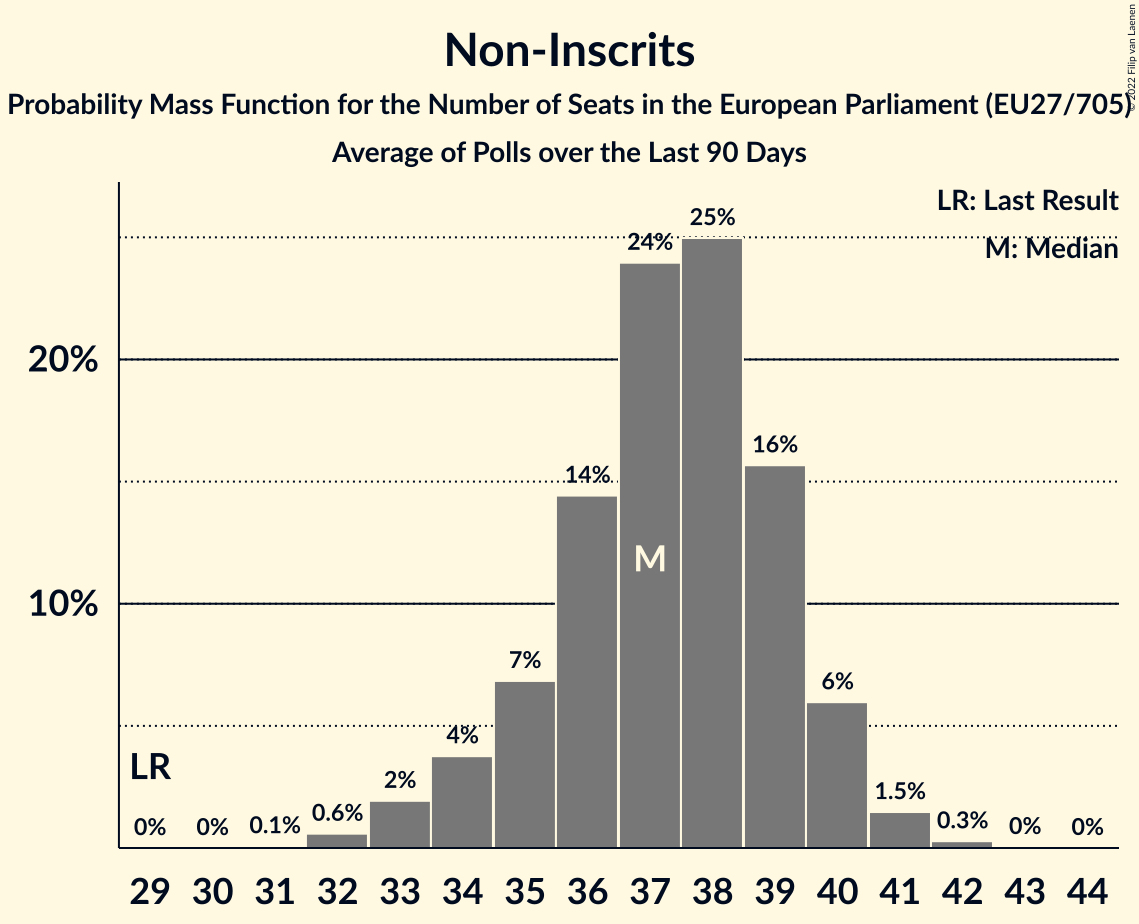 Non-Inscrits
Probability Mass Function for the Number of Seats in the European Parliament (EU27/705)
Average of Polls over the Last 90 Days
© 2022 Filip van Laenen
LR: Last Result
M: Median
25%
24%
20%
16%
14%
M
10%
7%
6%
4%
LR
2%
1.5%
0% 0% 0.1% 0.6% 0.3% 0% 0%
29 30 31 32 33 34 35 36 37 38 39 40 41 42 43 44